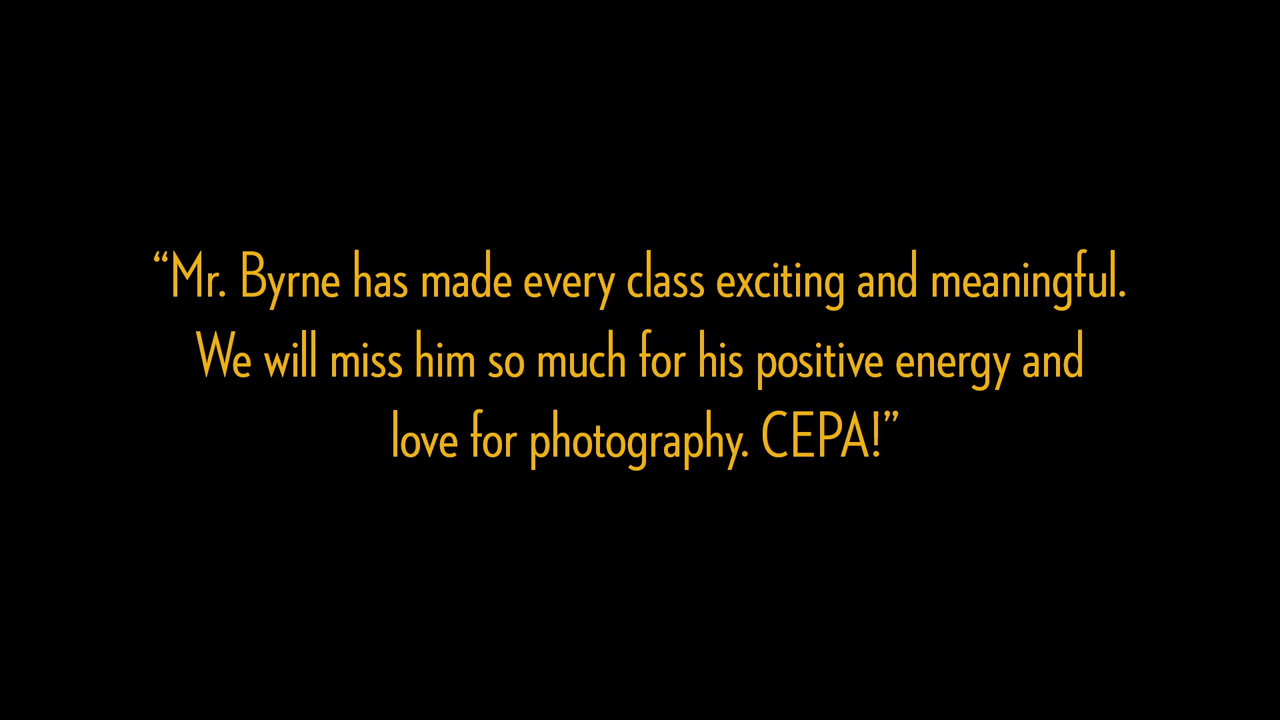 “Mr. Byrne has made every class exciting and meaningful.
We will miss him so much for his positive energy and
love for photography. CEPA!”